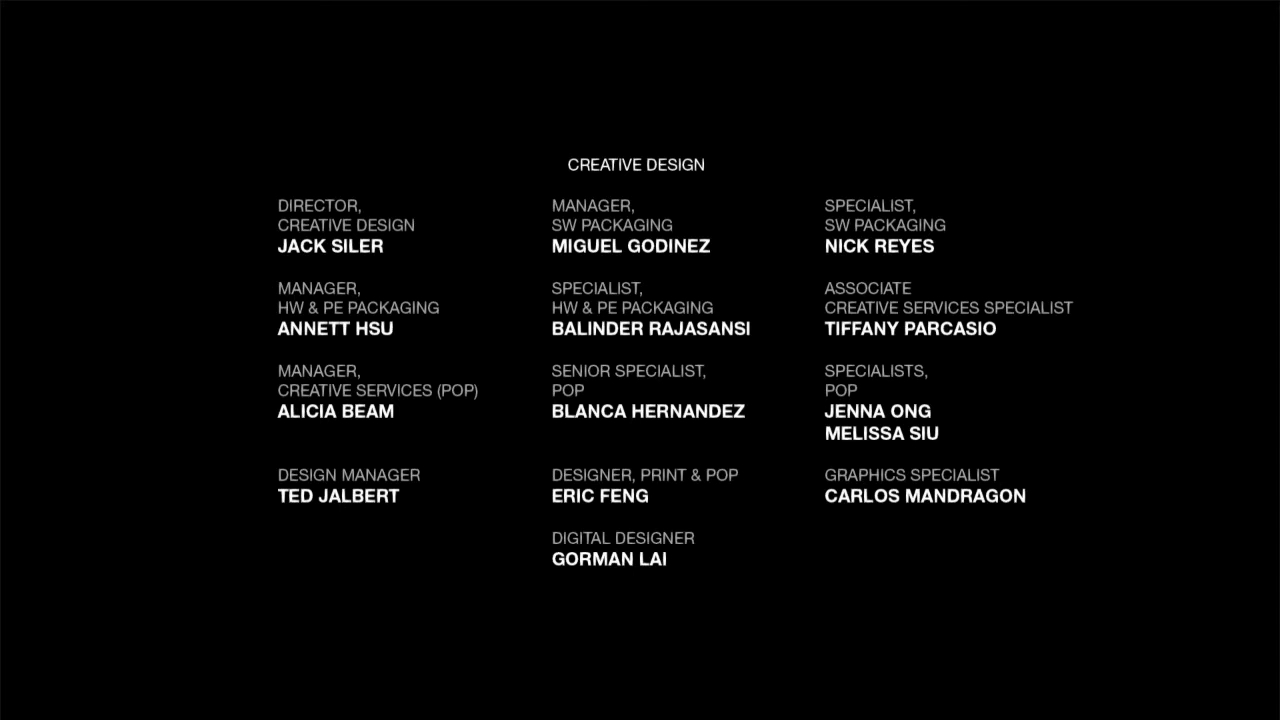 CREATIVE DESIGN
DIRECTOR,
CREATIVE DESIGN
JACK SILER
MANAGER,
SW PACKAGING
MIGUEL GODINEZ
SPECIALIST,
SW PACKAGING
NICK REYES
MANAGER,
HW & PE PACKAGING
ANNETT HSU
SPECIALIST,
HW & PE PACKAGING
BALINDER RAJASANSI
ASSOCIATE
CREATIVE SERVICES SPECIALIST
TIFFANY PARCASIO
MANAGER,
CREATIVE SERVICES (POP)
ALICIA BEAM
SENIOR SPECIALIST,
POP
BLANCA HERNANDEZ
SPECIALISTS,
POP
JENNA ONG
MELISSA SIU
DESIGN MANAGER
TED JALBERT
DESIGNER, PRINT & POP
ERIC FENG
GRAPHICS SPECIALIST
CARLOS MANDRAGON
DIGITAL DESIGNER
GORMAN LAI